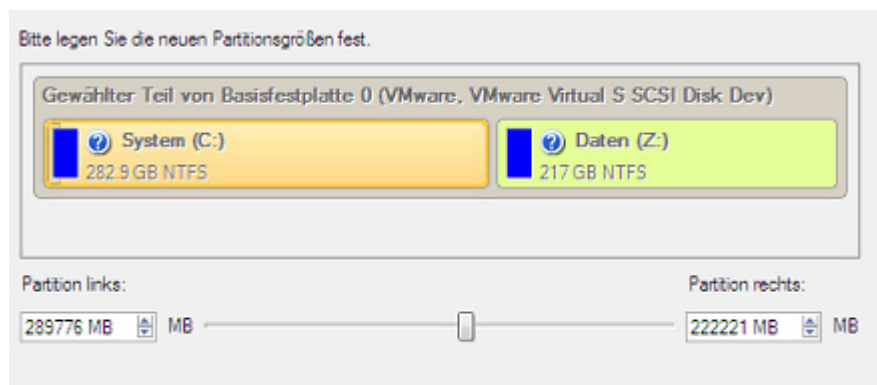 Bitte legen Sie die neuen Partitionsgrößen fest.
Gewählter Teil von Basisfestplatte 0 (VMware, VMware Virtual S SCSI Disk Dev)
System (C:)
282.9 GB NTFS
Daten (Z:)
217 GB NTFS
Partition links:
Partition rechts:
289776 MB MB
222221 MB MB